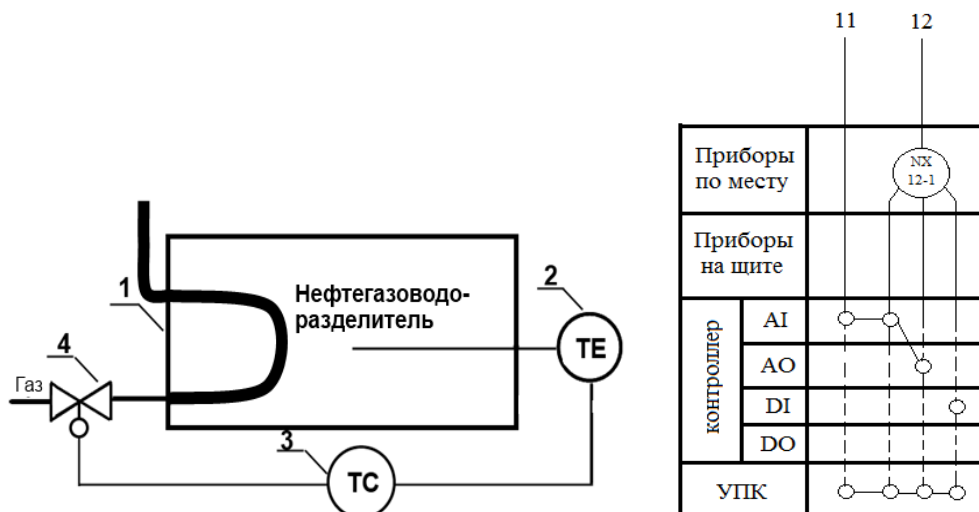 1
2
Нефтегазоводо-
разделитель
4
Газ
TE
3
TC
11
12
Приборы
по месту
NX
12-1
Приборы
на щите
контроллер
AI
AO
DI
DO
УПК